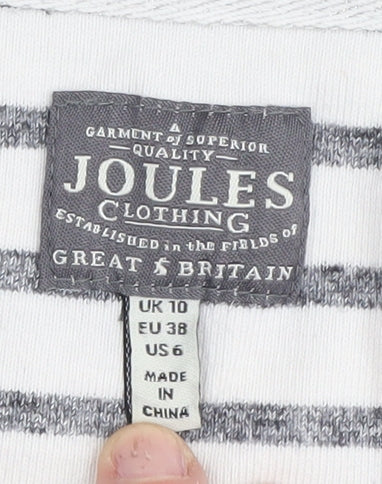 A
GARMENT of SUPERIOR
QUALITY
JOULES
CLOTHING
ESTABLISHED in the FIELDS of
GREAT BRITAIN
UK 10
EU 38
US 6
MADE
IN
CHINA